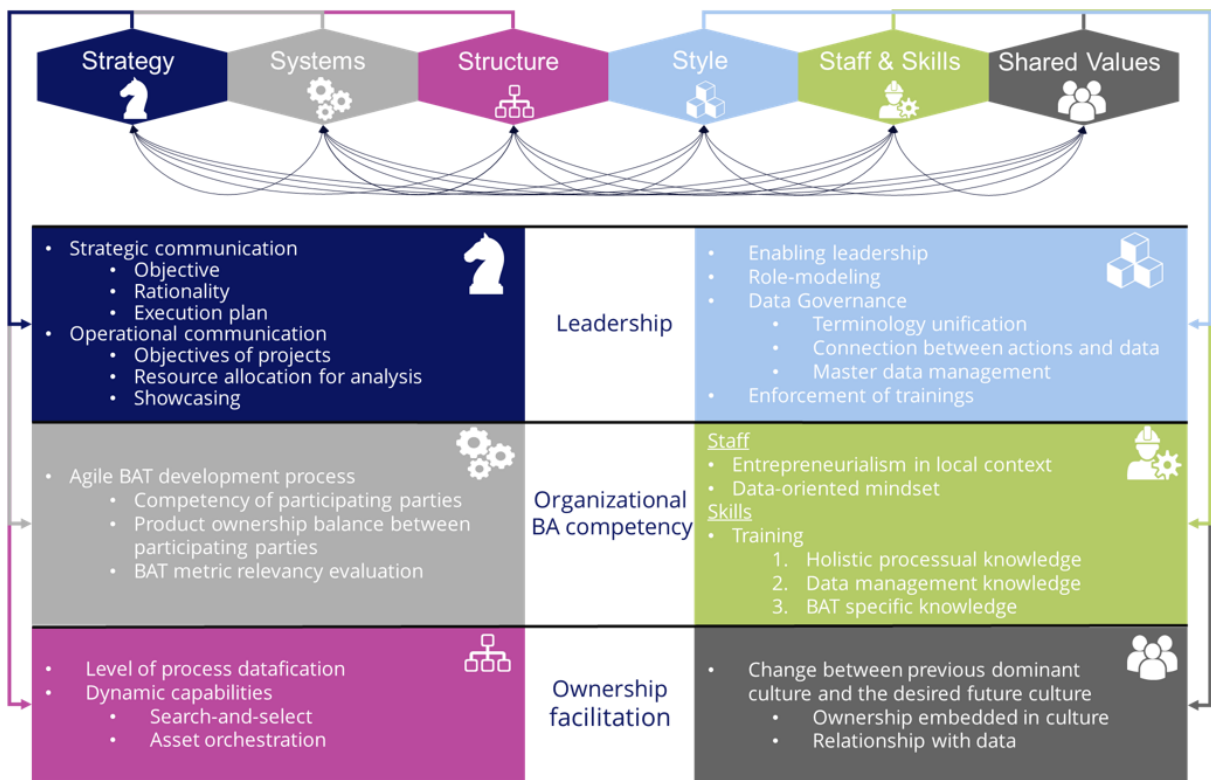 Strategy
Systems
Structure
Style
Staff & Skills
Shared Values
• Strategic communication
• Objective
• Rationality
• Execution plan
• Operational communication
• Objectives of projects
• Resource allocation for analysis
• Showcasing
Leadership
• Enabling leadership
• Role-modeling
• Data Governance
• Terminology unification
• Connection between actions and data
• Master data management
• Enforcement of trainings
• Agile BAT development process
• Competency of participating parties
• Product ownership balance between
participating parties
• BAT metric relevancy evaluation
Organizational
BA competency
Staff
• Entrepreneurialism in local context
• Data-oriented mindset
Skills
• Training
1. Holistic processual knowledge
2. Data management knowledge
3. BAT specific knowledge
• Level of process datafication
• Dynamic capabilities
• Search-and-select
• Asset orchestration
Ownership
facilitation
• Change between previous dominant
culture and the desired future culture
• Ownership embedded in culture
• Relationship with data